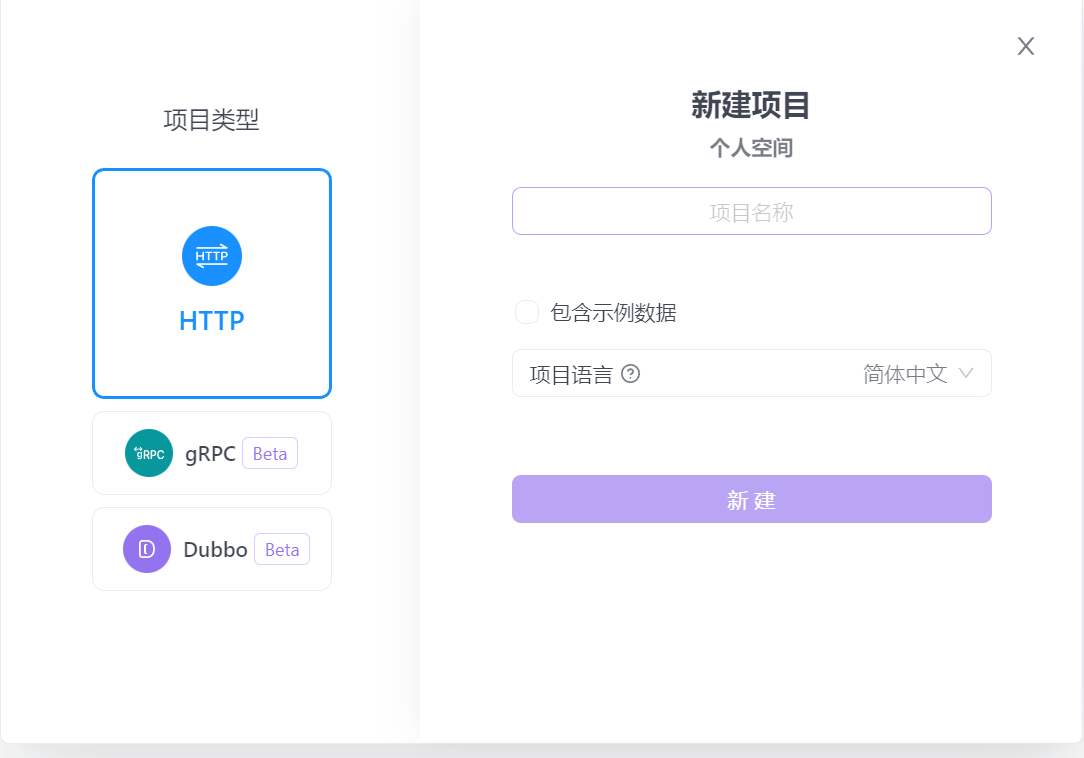 项目类型
HTTP
HTTP
gRPC
gRPC Beta
Dubbo Beta
新建项目
个人空间
项目名称
包含示例数据
项目语言 ? 简体中文
新建